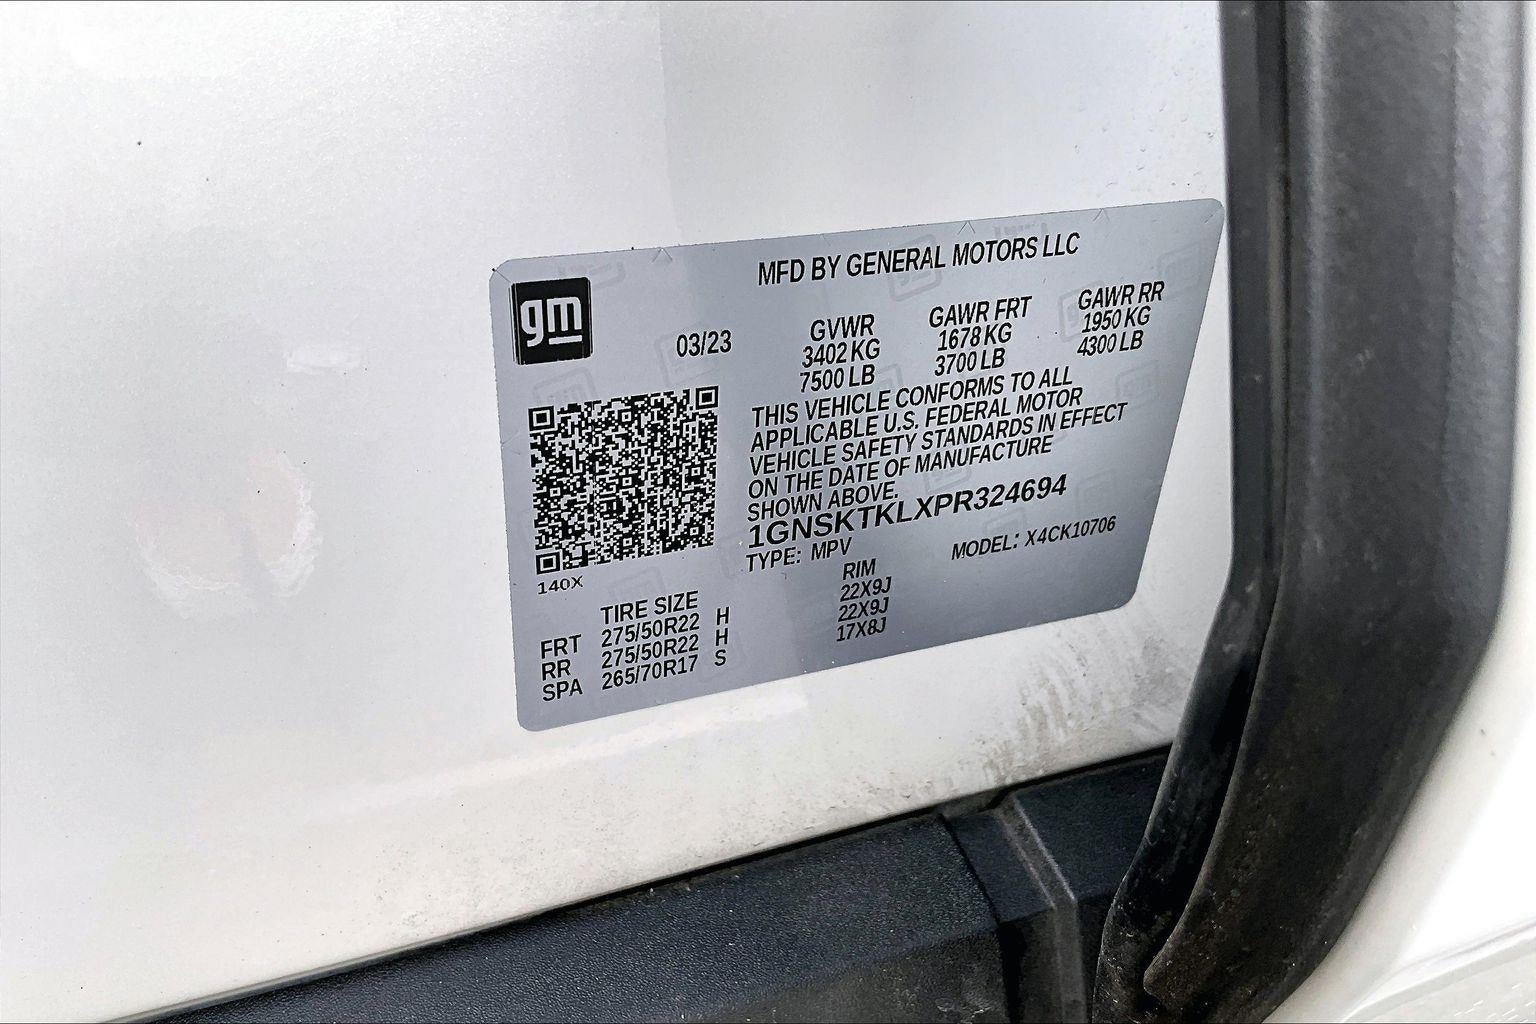 MFD BY GENERAL MOTORS LLC
gm
03/23
GVWR
3402 KG
7500 LB
GAWR FRT
1678 KG
3700 LB
GAWR RR
1950 KG
4300 LB
THIS VEHICLE CONFORMS TO ALL
APPLICABLE U.S. FEDERAL MOTOR
VEHICLE SAFETY STANDARDS IN EFFECT
ON THE DATE OF MANUFACTURE
SHOWN ABOVE.
1GNSKTKLXPR324694
TYPE: MPV MODEL: X4CK10706
140X
TIRE SIZE RIM
FRT 275/50R22 H 22X9J
RR 275/50R22 H 22X9J
SPA 265/70R17 S 17X8J